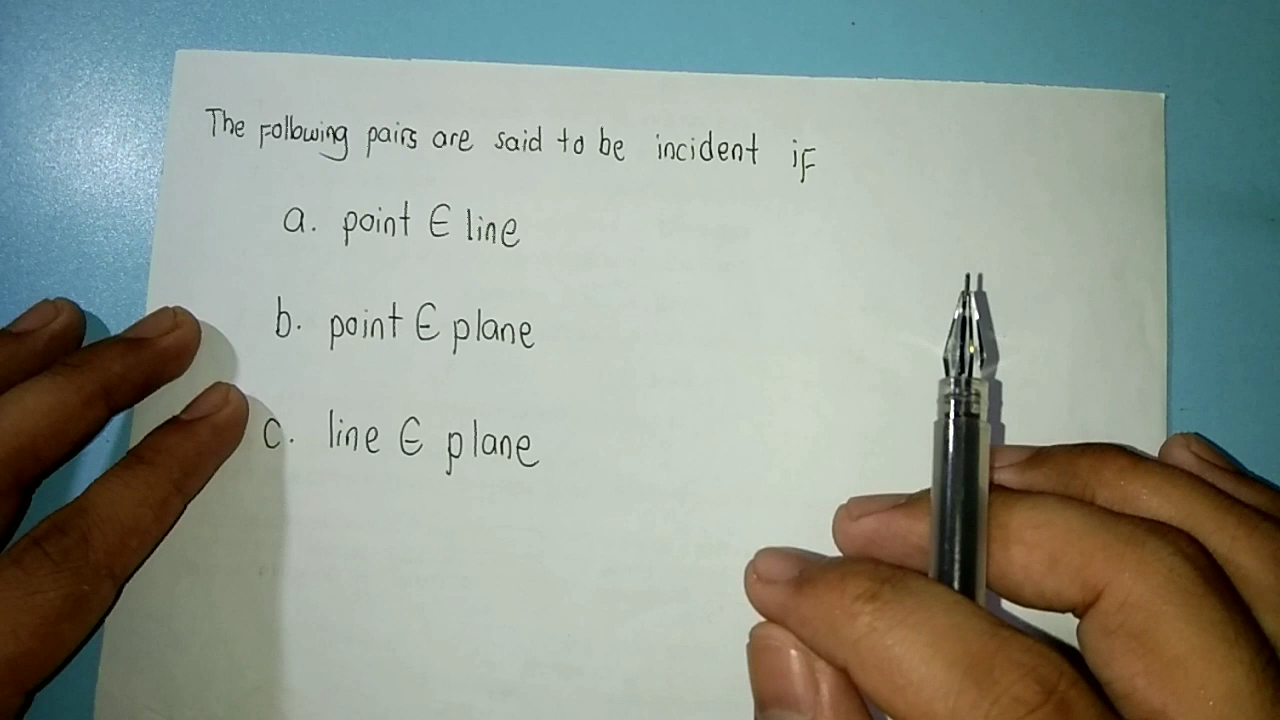 The following pairs are said to be incident if
a. point ∈ line
b. point ∈ plane
c. line ∈ plane